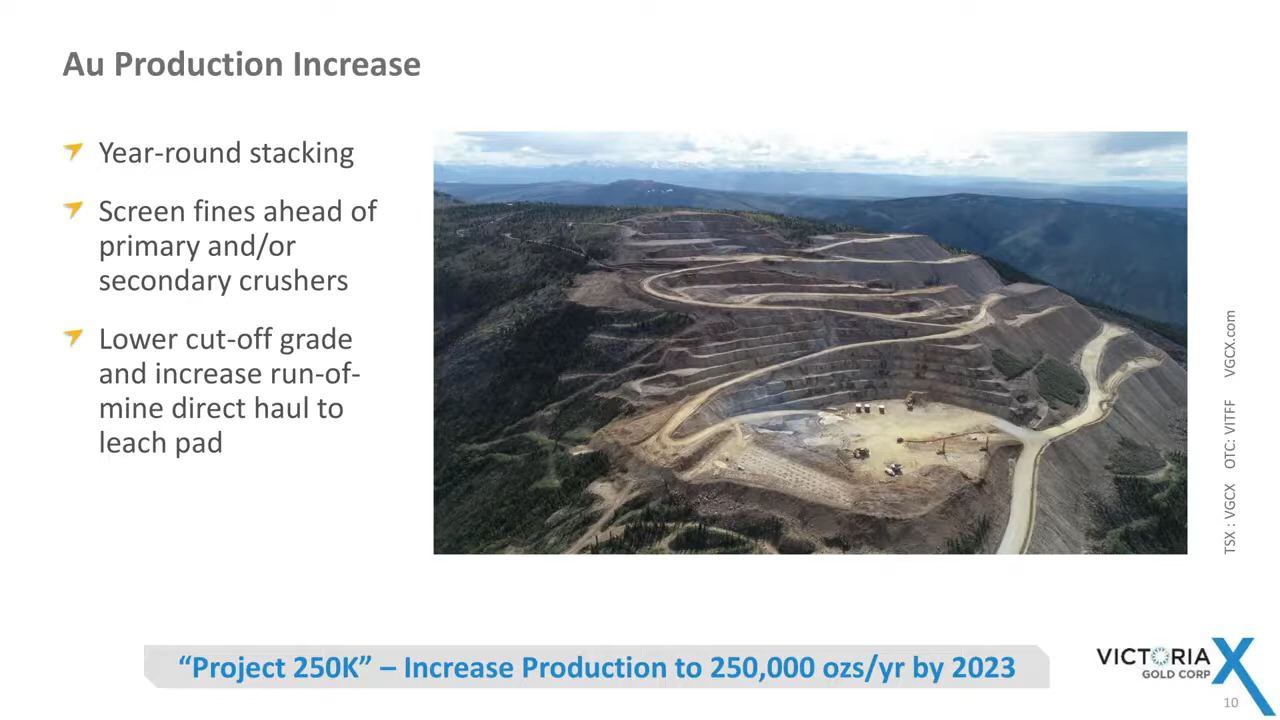 Au Production Increase
Year-round stacking
Screen fines ahead of
primary and/or
secondary crushers
Lower cut-off grade
and increase run-of-
mine direct haul to
leach pad
TSX : VGCX OTC: VITFF VGCX.com
“Project 250K” – Increase Production to 250,000 ozs/yr by 2023
VICTORIA
GOLD CORP
X
10